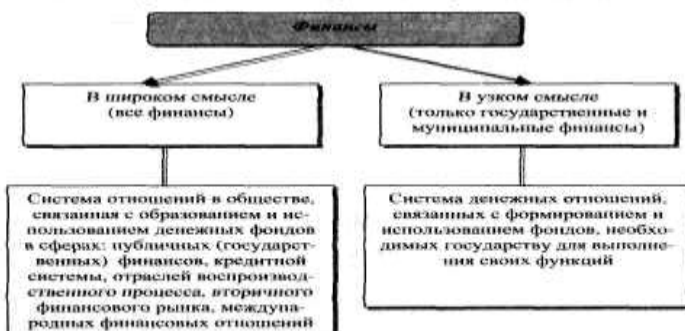 Финансы
В широком смысле
(все финансы)
В узком смысле
(только государственные и
муниципальные финансы)
Система отношений в обществе,
связанная с образованием и ис-
пользованием денежных фондов
в сферах: публичных (государст-
венных) финансов, кредитной
системы, отраслей воспроизвод-
ственного процесса, вторичного
финансового рынка, междуна-
родных финансовых отношений
Система денежных отношений,
связанных с формированием и
использованием фондов, необхо-
димых государству для выполне-
ния своих функций